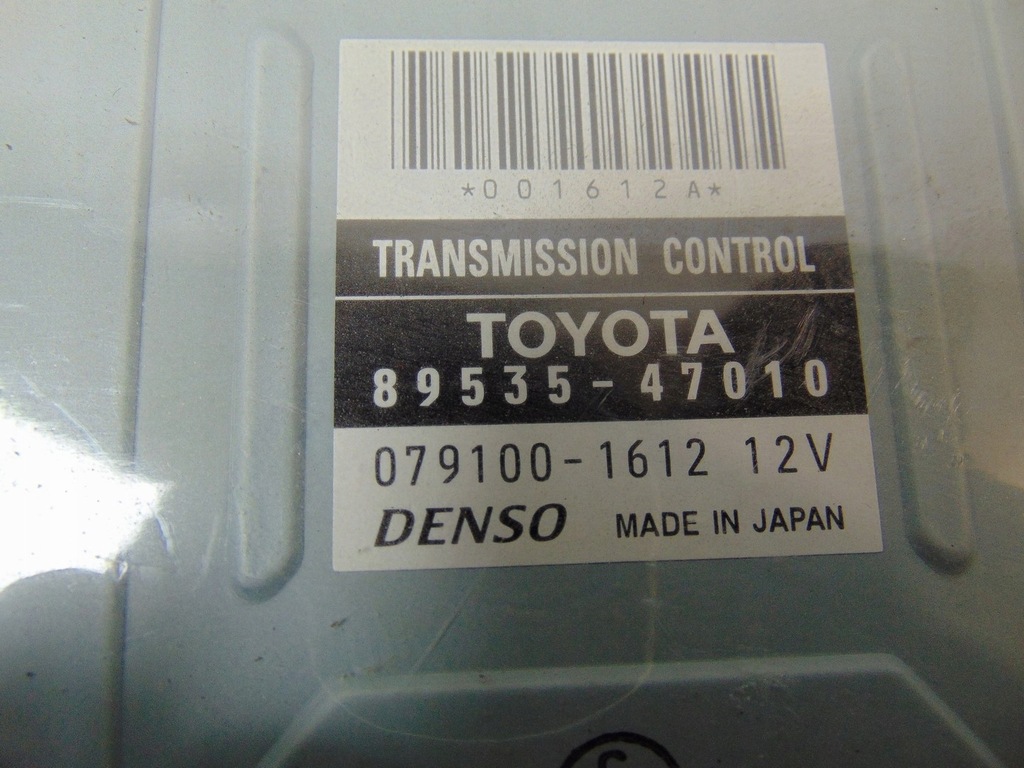 *001612A*
TRANSMISSION CONTROL
TOYOTA
89535-47010
079100-1612 12V
DENSO MADE IN JAPAN